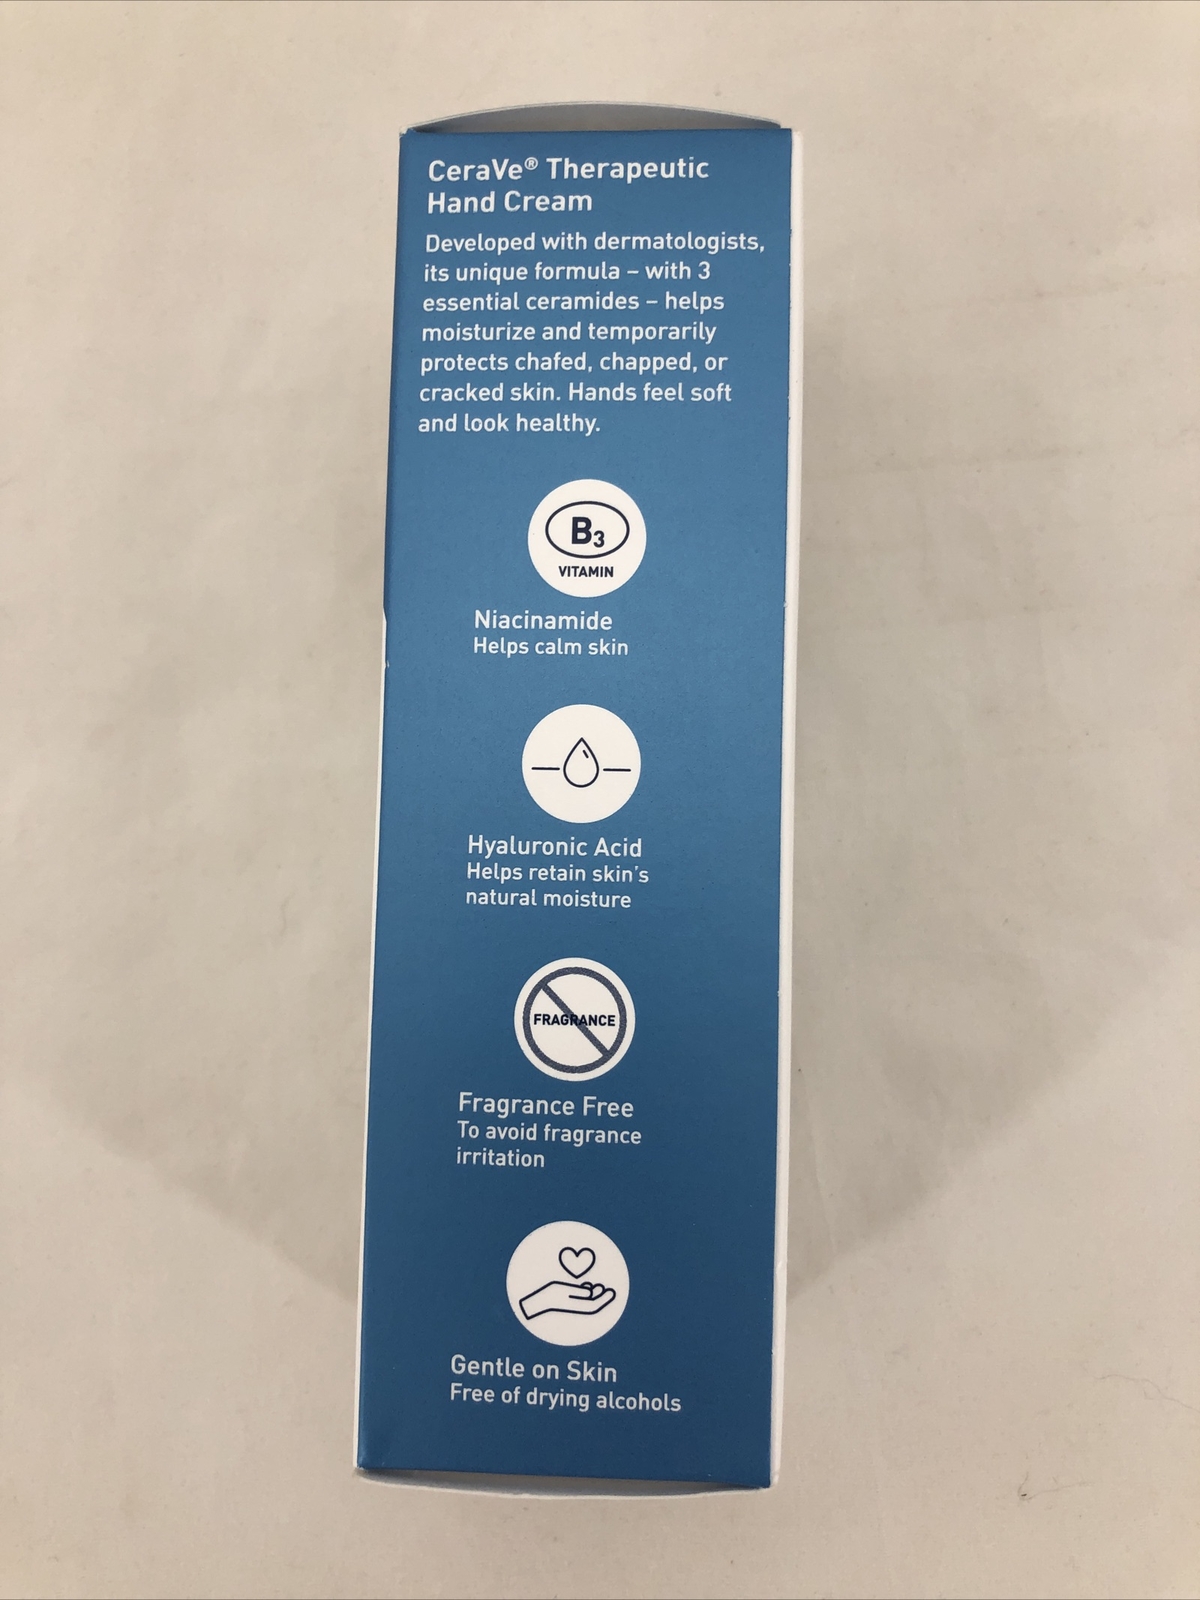 CeraVe® Therapeutic
Hand Cream
Developed with dermatologists,
its unique formula – with 3
essential ceramides – helps
moisturize and temporarily
protects chafed, chapped, or
cracked skin. Hands feel soft
and look healthy.
B3
VITAMIN
Niacinamide
Helps calm skin
Hyaluronic Acid
Helps retain skin's
natural moisture
FRAGRANCE
Fragrance Free
To avoid fragrance
irritation
Gentle on Skin
Free of drying alcohols